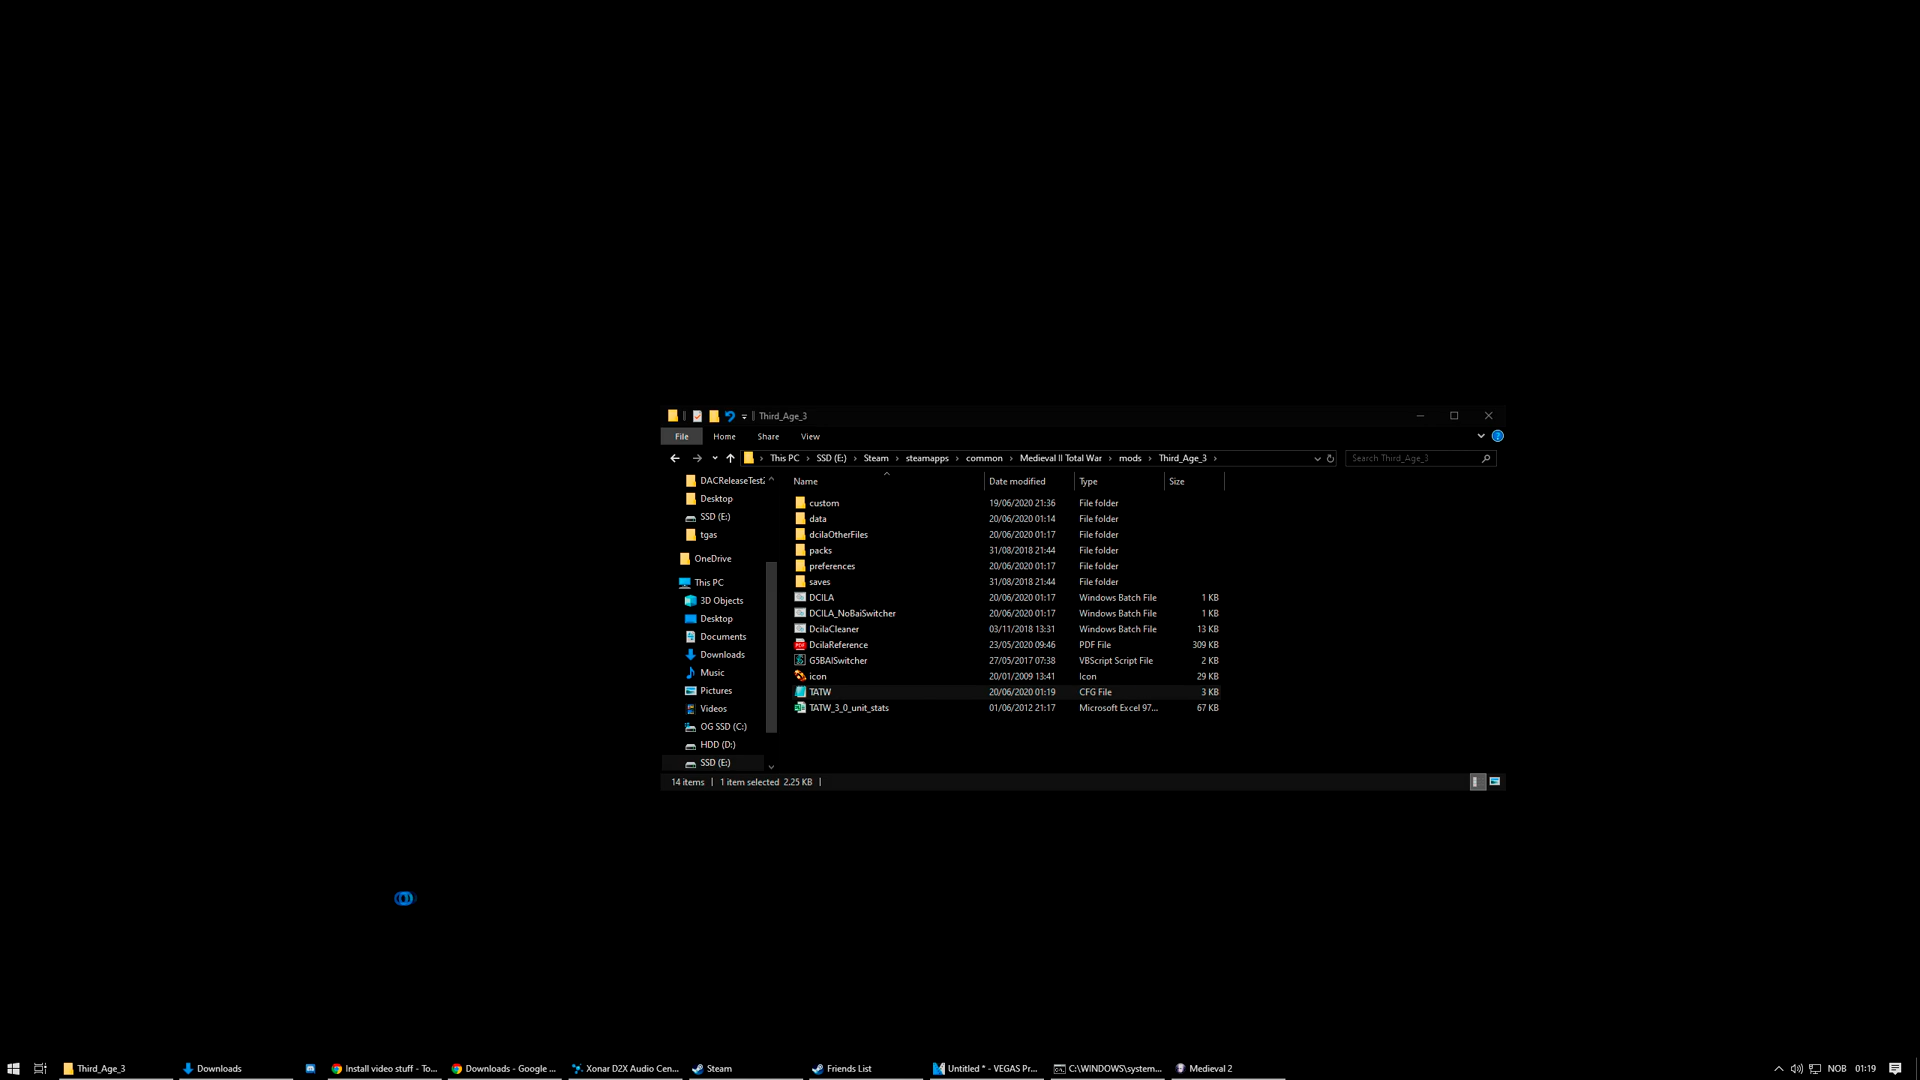 Third_Age_3
File Home Share View
This PC SSD (E:) Steam steamapps common Medieval II Total War mods Third_Age_3 Search Third_Age_3
Name Date modified Type Size
DACReleaseTest2
Desktop
SSD (E:)
tgas
OneDrive
This PC
3D Objects
Desktop
Documents
Downloads
Music
Pictures
Videos
OG SSD (C:)
HDD (D:)
SSD (E:)
custom 19/06/2020 21:36 File folder
data 20/06/2020 01:14 File folder
dcilaOtherFiles 20/06/2020 01:17 File folder
packs 31/08/2018 21:44 File folder
preferences 20/06/2020 01:17 File folder
saves 31/08/2018 21:44 File folder
DCILA 20/06/2020 01:17 Windows Batch File 1 KB
DCILA_NoBaiSwitcher 20/06/2020 01:17 Windows Batch File 1 KB
DcilaCleaner 03/11/2018 13:31 Windows Batch File 13 KB
DcilaReference 23/05/2020 09:46 PDF File 309 KB
G5BAISwitcher 27/05/2017 07:38 VBScript Script File 2 KB
icon 20/01/2009 13:41 Icon 29 KB
TATW 20/06/2020 01:19 CFG File 3 KB
TATW_3_0_unit_stats 01/06/2012 21:17 Microsoft Excel 97... 67 KB
14 items 1 item selected 2,25 KB
Third_Age_3 Downloads Install video stuff - To... Downloads - Google ... Xonar D2X Audio Cen... Steam Friends List Untitled * - VEGAS Pr... C:\WINDOWS\system... Medieval 2 NOB 01:19